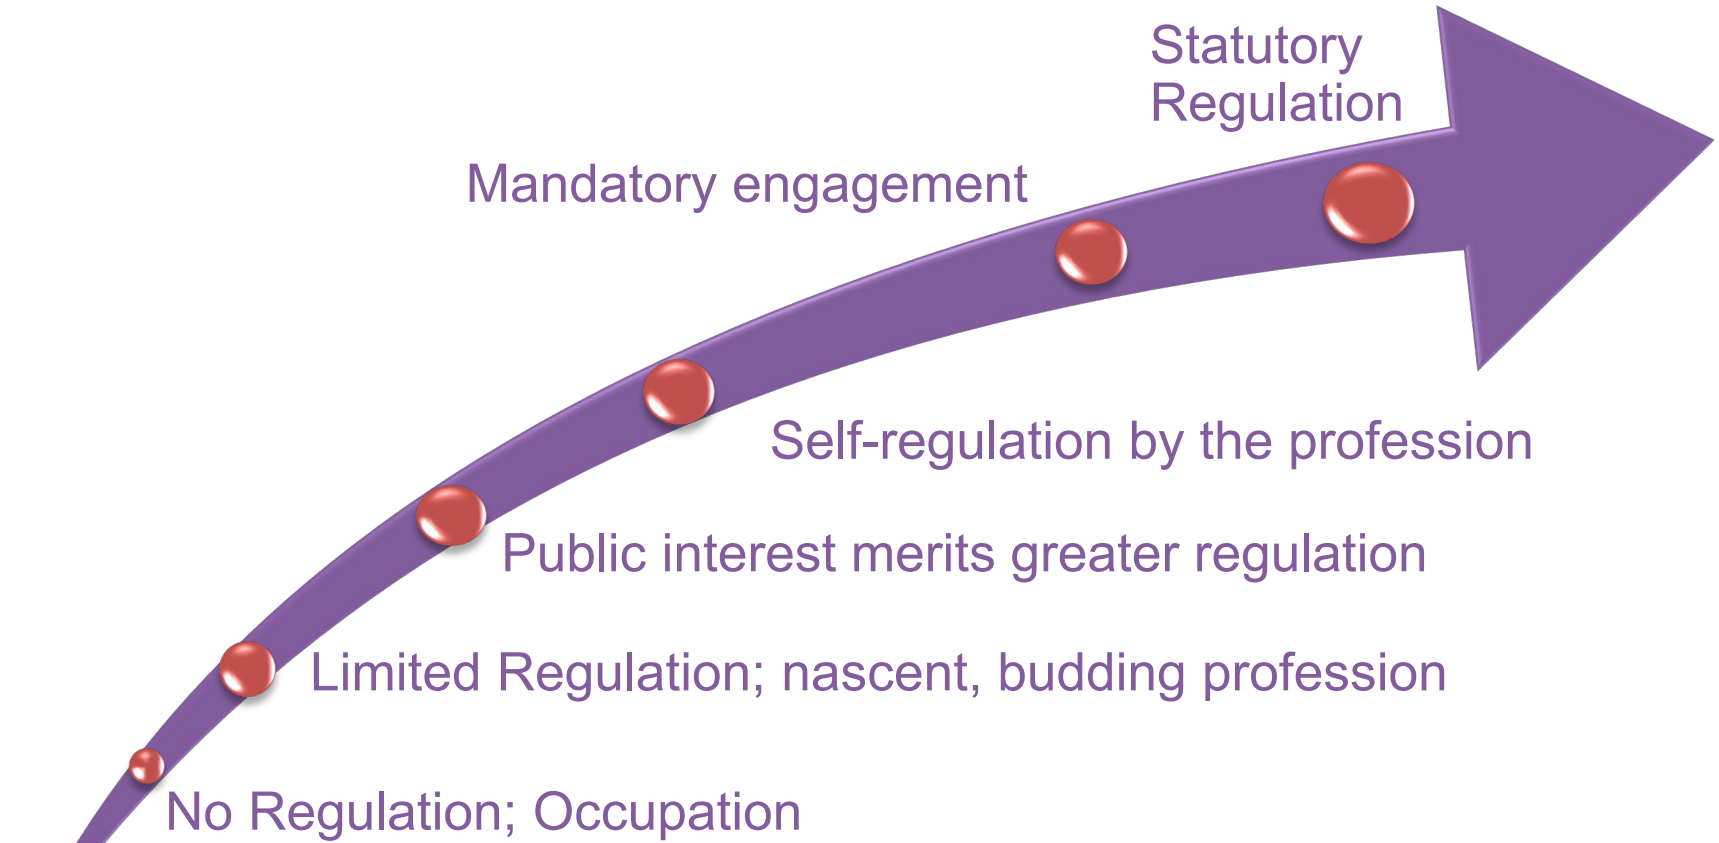 Statutory
Regulation
Mandatory engagement
Self-regulation by the profession
Public interest merits greater regulation
Limited Regulation; nascent, budding profession
No Regulation; Occupation